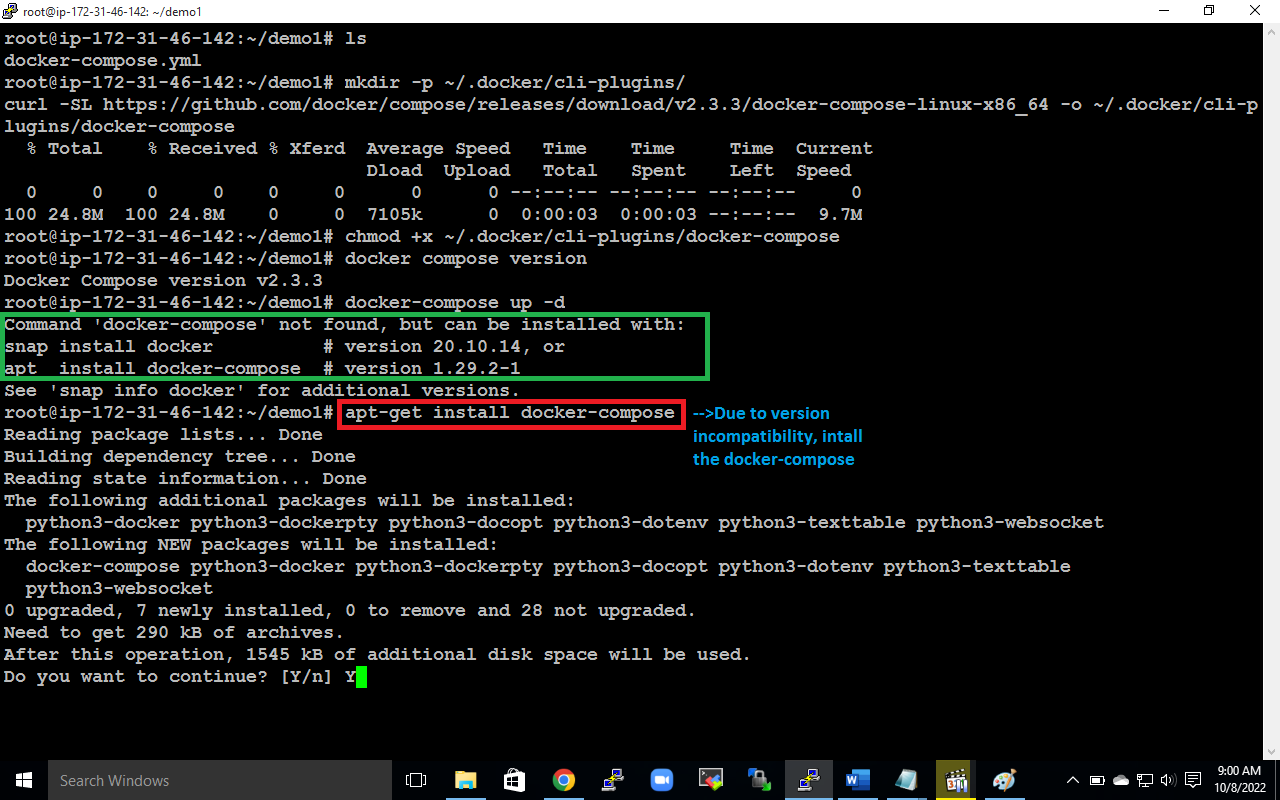 root@ip-172-31-46-142: ~/demo1
root@ip-172-31-46-142:~/demo1# ls
docker-compose.yml
root@ip-172-31-46-142:~/demo1# mkdir -p ~/.docker/cli-plugins/
curl -SL https://github.com/docker/compose/releases/download/v2.3.3/docker-compose-linux-x86_64 -o ~/.docker/cli-p
lugins/docker-compose
  % Total    % Received % Xferd  Average Speed   Time    Time     Time  Current
                                 Dload  Upload   Total   Spent    Left  Speed
  0     0    0     0    0     0      0      0 --:--:-- --:--:-- --:--:--     0
100 24.8M  100 24.8M    0     0  7105k      0  0:00:03  0:00:03 --:--:--  9.7M
root@ip-172-31-46-142:~/demo1# chmod +x ~/.docker/cli-plugins/docker-compose
root@ip-172-31-46-142:~/demo1# docker compose version
Docker Compose version v2.3.3
root@ip-172-31-46-142:~/demo1# docker-compose up -d
Command 'docker-compose' not found, but can be installed with:
snap install docker          # version 20.10.14, or
apt  install docker-compose  # version 1.29.2-1
See 'snap info docker' for additional versions.
root@ip-172-31-46-142:~/demo1# apt-get install docker-compose
-->Due to version
incompatibility, intall
the docker-compose
Reading package lists... Done
Building dependency tree... Done
Reading state information... Done
The following additional packages will be installed:
  python3-docker python3-dockerpty python3-docopt python3-dotenv python3-texttable python3-websocket
The following NEW packages will be installed:
  docker-compose python3-docker python3-dockerpty python3-docopt python3-dotenv python3-texttable
  python3-websocket
0 upgraded, 7 newly installed, 0 to remove and 28 not upgraded.
Need to get 290 kB of archives.
After this operation, 1545 kB of additional disk space will be used.
Do you want to continue? [Y/n] Y
Search Windows
9:00 AM
10/8/2022